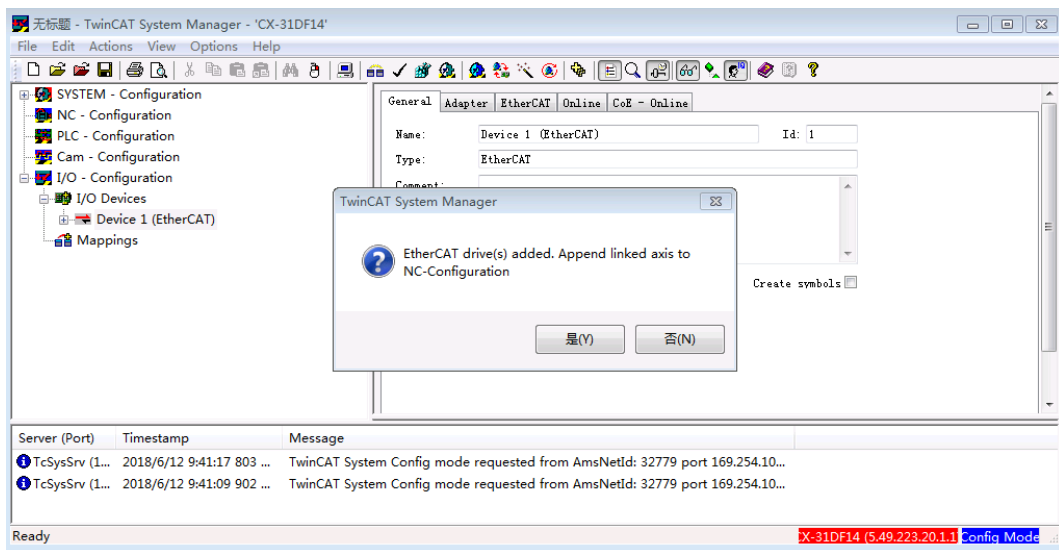 无标题 - TwinCAT System Manager - 'CX-31DF14'
File Edit Actions View Options Help
SYSTEM - Configuration
NC - Configuration
PLC - Configuration
Cam - Configuration
I/O - Configuration
I/O Devices
Device 1 (EtherCAT)
Mappings
General Adapter EtherCAT Online CoE - Online
Name: Device 1 (EtherCAT) Id: 1
Type: EtherCAT
Comment:
TwinCAT System Manager
EtherCAT drive(s) added. Append linked axis to
NC-Configuration
Create symbols
是(Y) 否(N)
Server (Port) Timestamp Message
TcSysSrv (1... 2018/6/12 9:41:17 803 ... TwinCAT System Config mode requested from AmsNetId: 32779 port 169.254.10...
TcSysSrv (1... 2018/6/12 9:41:09 902 ... TwinCAT System Config mode requested from AmsNetId: 32779 port 169.254.10...
Ready CX-31DF14 (5.49.223.20.1.1 Config Mode